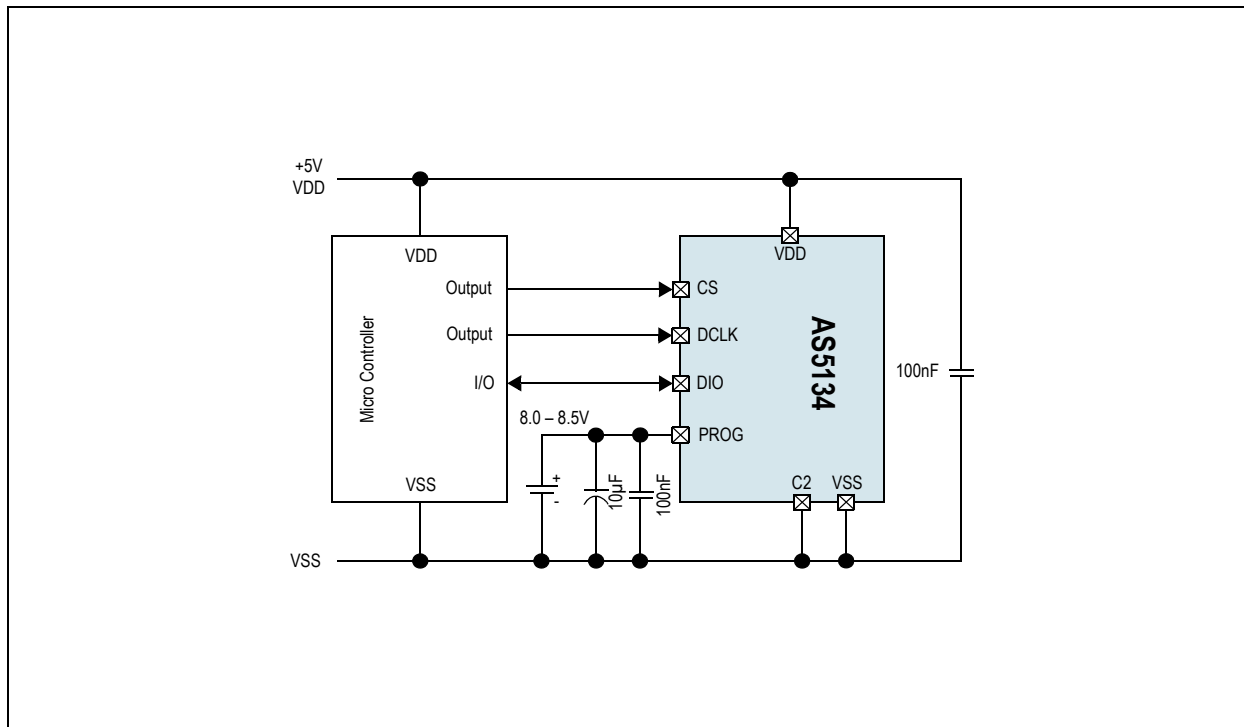 +5V
VDD
VDD
VDD
Output
CS
Output
DCLK
I/O
DIO
Micro Controller
AS5134
100nF
8.0 – 8.5V
PROG
+
-
10µF
100nF
VSS
C2
VSS
VSS